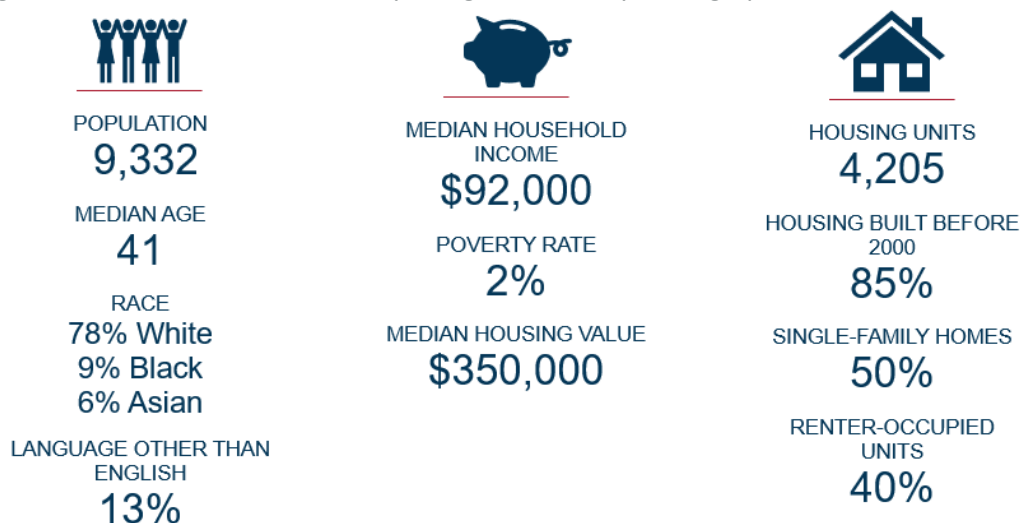 POPULATION
9,332
MEDIAN AGE
41
RACE
78% White
9% Black
6% Asian
LANGUAGE OTHER THAN
ENGLISH
13%
MEDIAN HOUSEHOLD
INCOME
$92,000
POVERTY RATE
2%
MEDIAN HOUSING VALUE
$350,000
HOUSING UNITS
4,205
HOUSING BUILT BEFORE
2000
85%
SINGLE-FAMILY HOMES
50%
RENTER-OCCUPIED
UNITS
40%